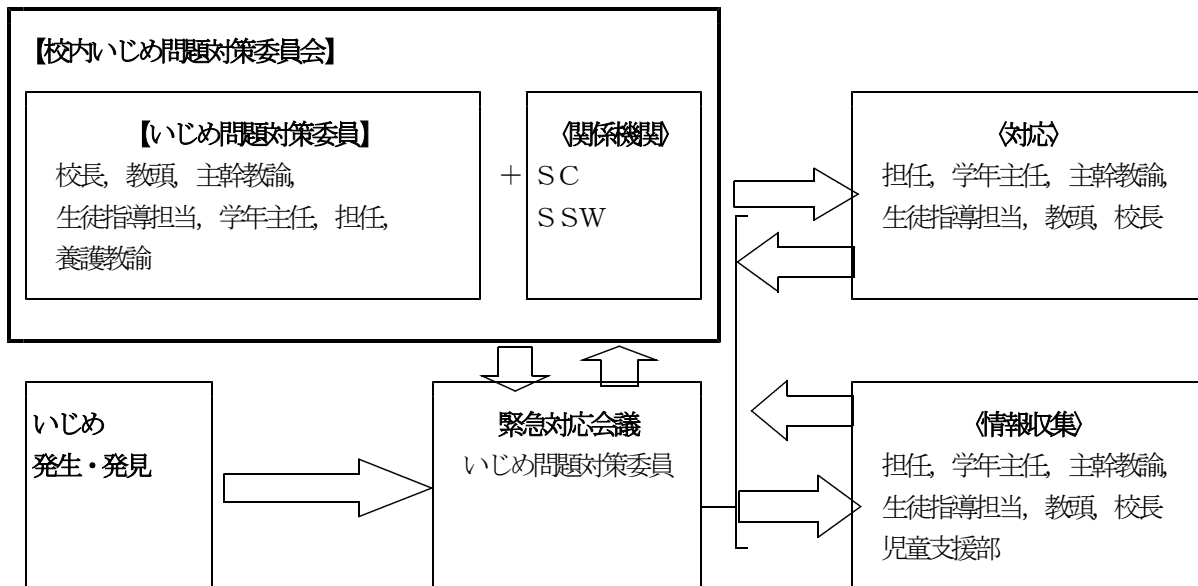 【校内いじめ問題対策委員会】
【いじめ問題対策委員】
校長，教頭，主幹教諭，
生徒指導担当，学年主任，担任，
養護教諭
＋
〈関係機関〉
ＳＣ
ＳＳＷ
〈対応〉
担任，学年主任，主幹教諭，
生徒指導担当，教頭，校長
いじめ
発生・発見
緊急対応会議
いじめ問題対策委員
〈情報収集〉
担任，学年主任，主幹教諭，
生徒指導担当，教頭，校長
児童支援部